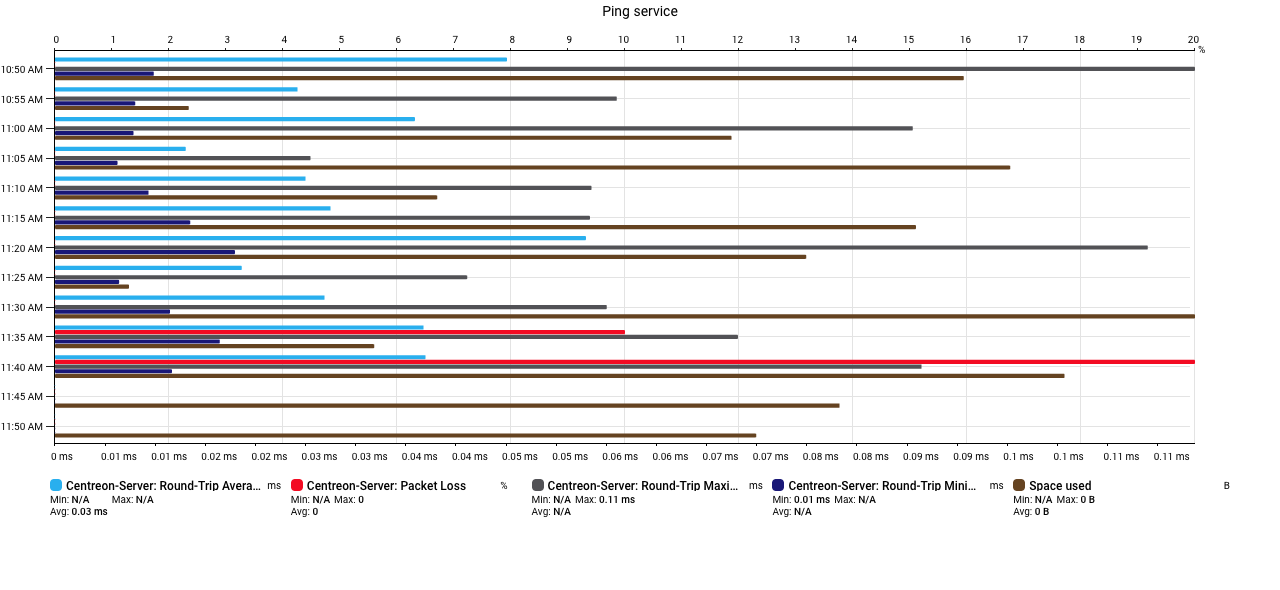 Ping service
0 1 2 3 4 5 6 7 8 9 10 11 12 13 14 15 16 17 18 19 20
%
10:50 AM
10:55 AM
11:00 AM
11:05 AM
11:10 AM
11:15 AM
11:20 AM
11:25 AM
11:30 AM
11:35 AM
11:40 AM
11:45 AM
11:50 AM
0 ms 0.01 ms 0.01 ms 0.02 ms 0.02 ms 0.03 ms 0.03 ms 0.04 ms 0.04 ms 0.05 ms 0.05 ms 0.06 ms 0.06 ms 0.07 ms 0.07 ms 0.08 ms 0.08 ms 0.09 ms 0.09 ms 0.1 ms 0.1 ms 0.11 ms 0.11 ms
Centreon-Server: Round-Trip Avera... ms Centreon-Server: Packet Loss % Centreon-Server: Round-Trip Maxi... ms Centreon-Server: Round-Trip Mini... ms Space used B
Min: N/A Max: N/A Min: N/A Max: 0 Min: N/A Max: 0.11 ms Min: 0.01 ms Max: N/A Min: N/A Max: 0 B
Avg: 0.03 ms Avg: 0 Avg: N/A Avg: N/A Avg: 0 B